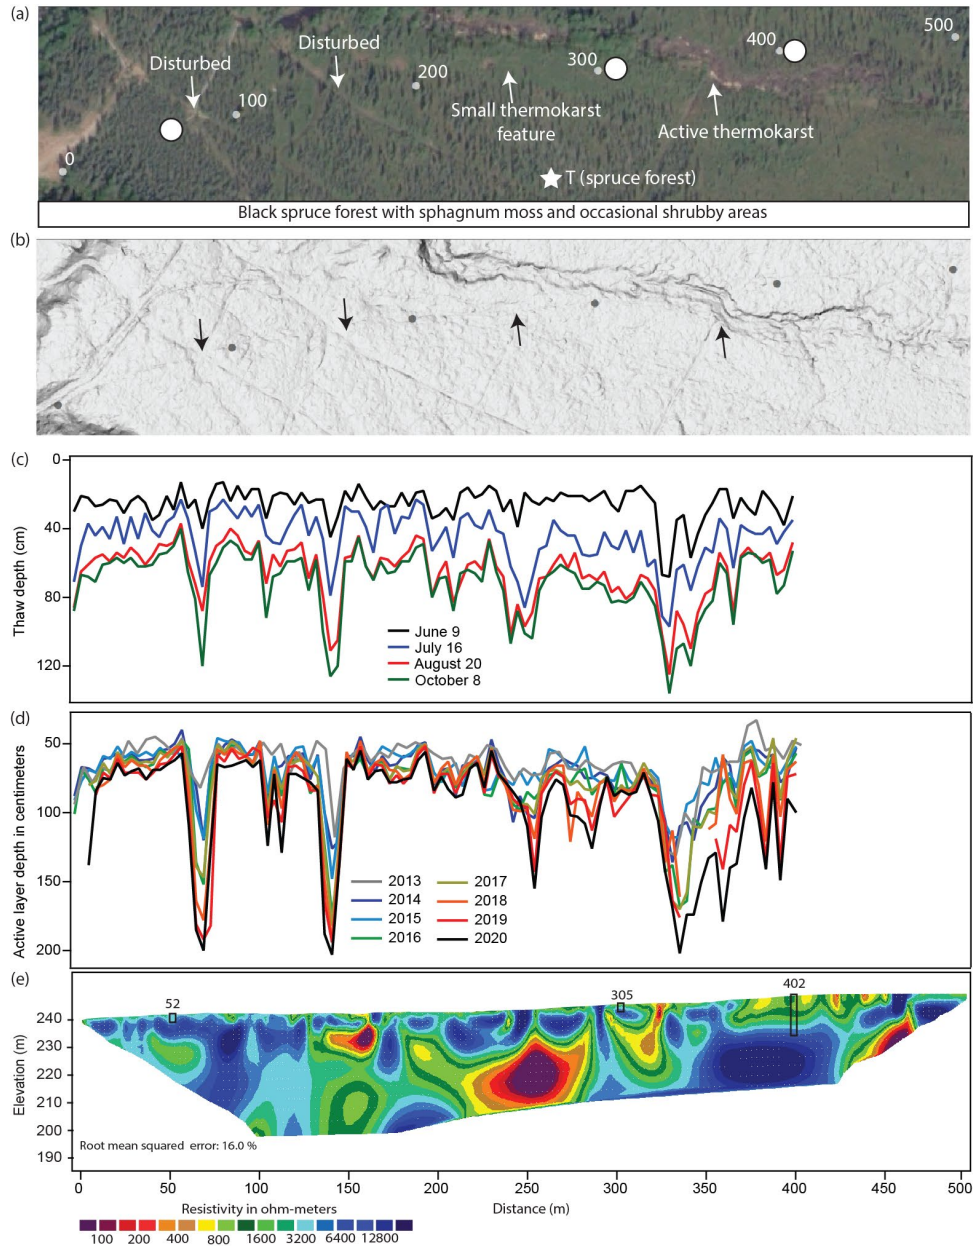 (a)
Disturbed
Disturbed
0
100
200
300
400
500
Small thermokarst
feature
Active thermokarst
T (spruce forest)
Black spruce forest with sphagnum moss and occasional shrubby areas
(b)
(c)
Thaw depth (cm)
0
40
80
120
June 9
July 16
August 20
October 8
(d)
Active layer depth in centimeters
50
100
150
200
2013
2014
2015
2016
2017
2018
2019
2020
(e)
Elevation (m)
240
230
220
210
200
190
52
305
402
Root mean squared error: 16.0 %
0 50 100 150 200 250 300 350 400 450 500
Resistivity in ohm-meters
Distance (m)
100 200 400 800 1600 3200 6400 12800